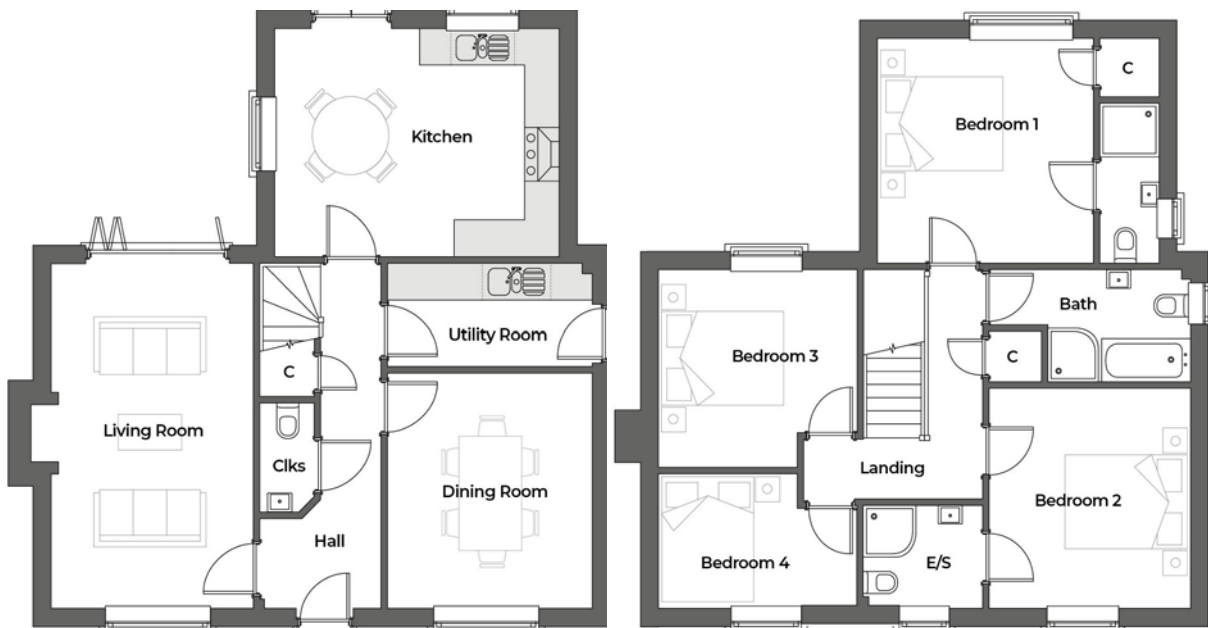 Kitchen
Utility Room
C
Living Room
Clks
Dining Room
Hall
C
Bedroom 1
Bath
Bedroom 3
C
Landing
Bedroom 2
Bedroom 4
E/S